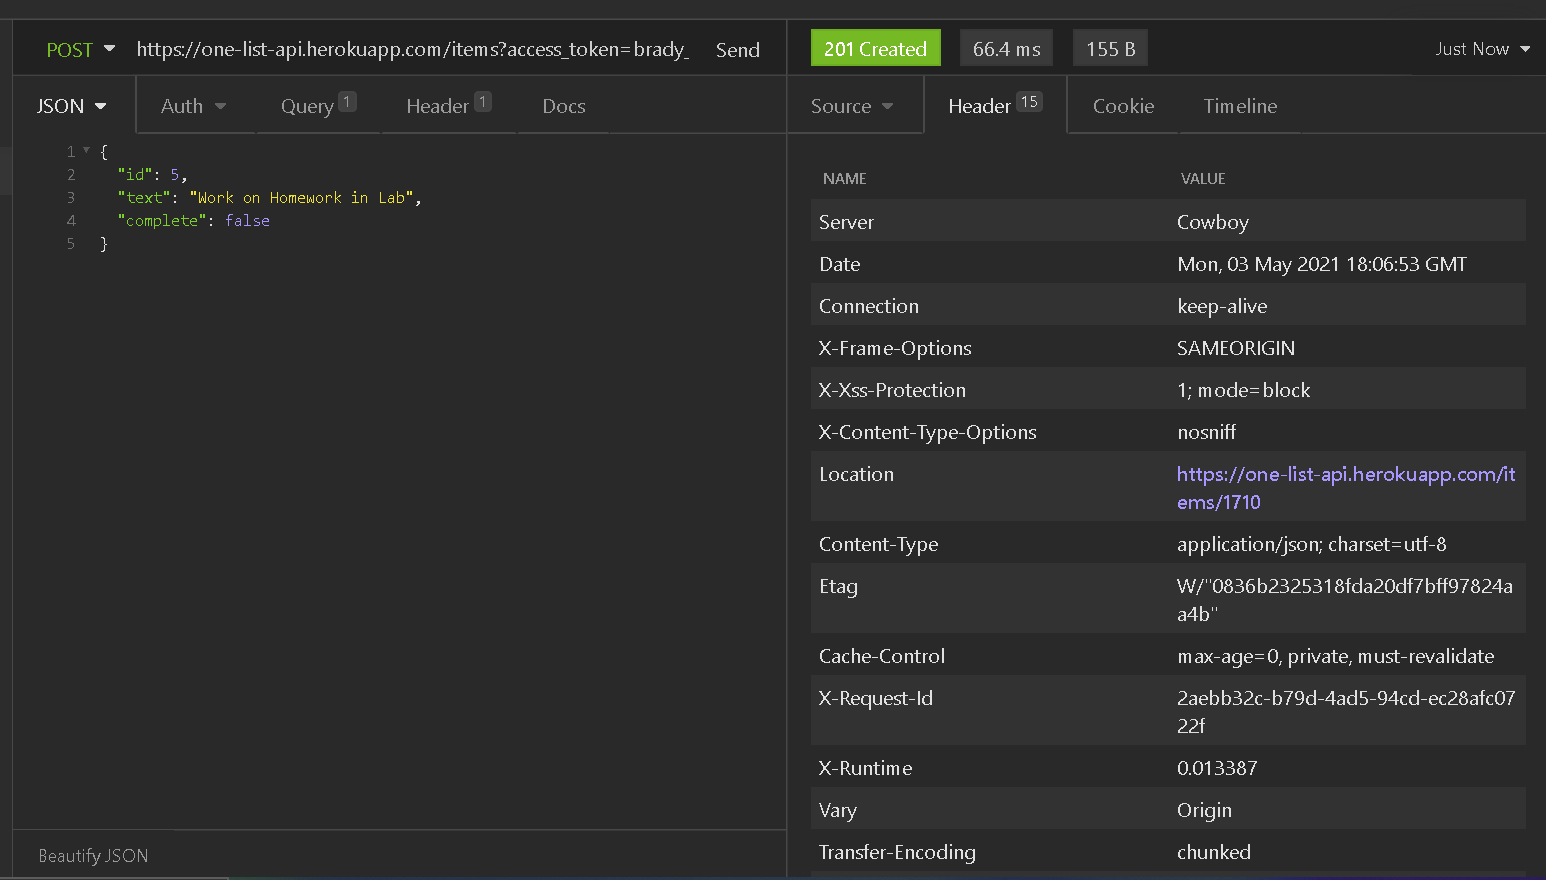 POST https://one-list-api.herokuapp.com/items?access_token=brady_ Send
201 Created 66.4 ms 155 B Just Now
JSON Auth Query 1 Header 1 Docs
Source Header 15 Cookie Timeline
1 {
2 "id": 5,
3 "text": "Work on Homework in Lab",
4 "complete": false
5 }
Beautify JSON
NAME VALUE
Server Cowboy
Date Mon, 03 May 2021 18:06:53 GMT
Connection keep-alive
X-Frame-Options SAMEORIGIN
X-Xss-Protection 1; mode=block
X-Content-Type-Options nosniff
Location https://one-list-api.herokuapp.com/it
ems/1710
Content-Type application/json; charset=utf-8
Etag W/"0836b2325318fda20df7bff97824a
a4b"
Cache-Control max-age=0, private, must-revalidate
X-Request-Id 2aebb32c-b79d-4ad5-94cd-ec28afc07
22f
X-Runtime 0.013387
Vary Origin
Transfer-Encoding chunked